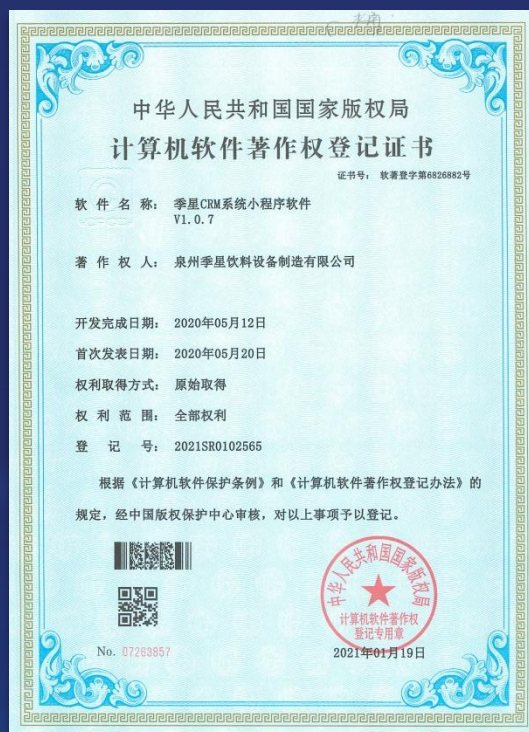 中华人民共和国国家版权局
计算机软件著作权登记证书
证书号： 软著登字第6826882号
软件名称： 季星CRM系统小程序软件
V1.0.7
著作权人： 泉州季星饮料设备制造有限公司
开发完成日期： 2020年05月12日
首次发表日期： 2020年05月20日
权利取得方式： 原始取得
权利范围： 全部权利
登记号： 2021SR0102565
根据《计算机软件保护条例》和《计算机软件著作权登记办法》的
规定，经中国版权保护中心审核，对以上事项予以登记。
中华人民共和国国家版权局
计算机软件著作权
登记专用章
No. 07263857
2021年01月19日